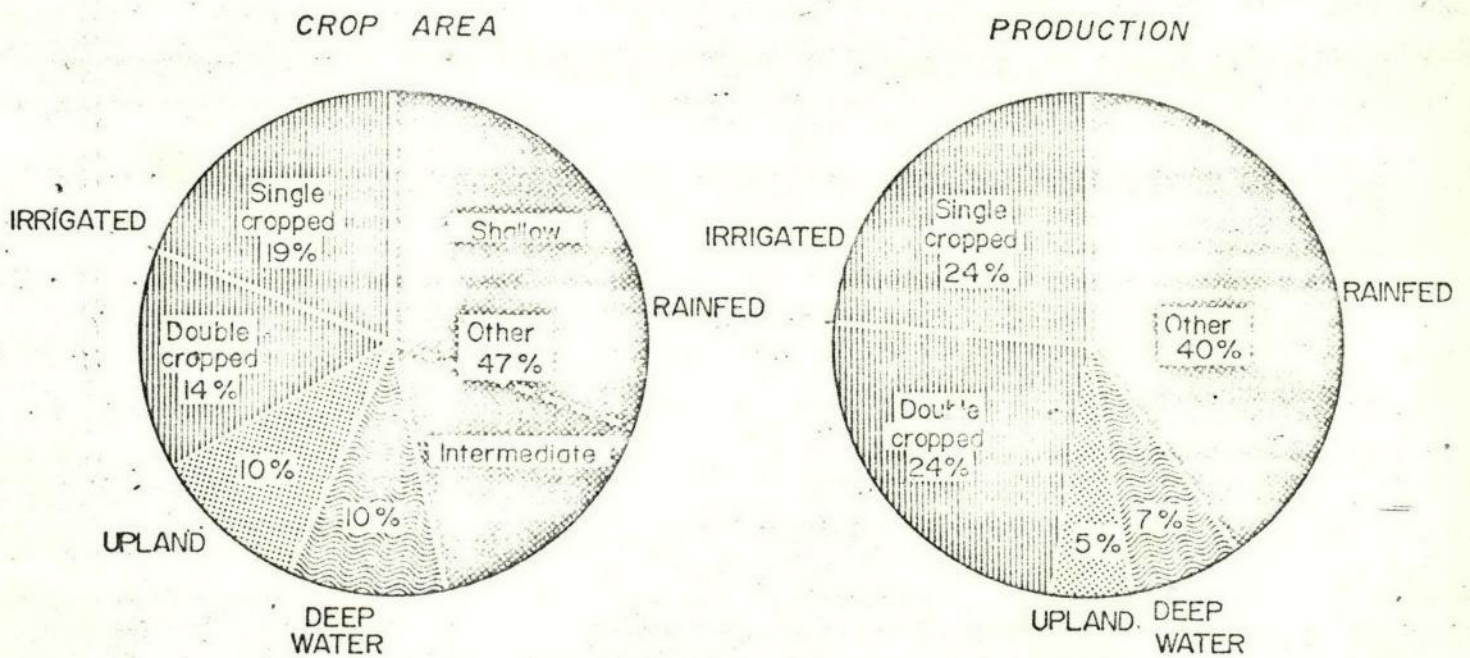 CROP AREA
Single
cropped
19%
IRRIGATED
Shallow
RAINFED
Other
47%
Double
cropped
14%
Intermediate
10%
10%
UPLAND
DEEP
WATER
PRODUCTION
Single
cropped
24%
IRRIGATED
RAINFED
Other
40%
Double
cropped
24%
7%
5%
UPLAND.
DEEP
WATER